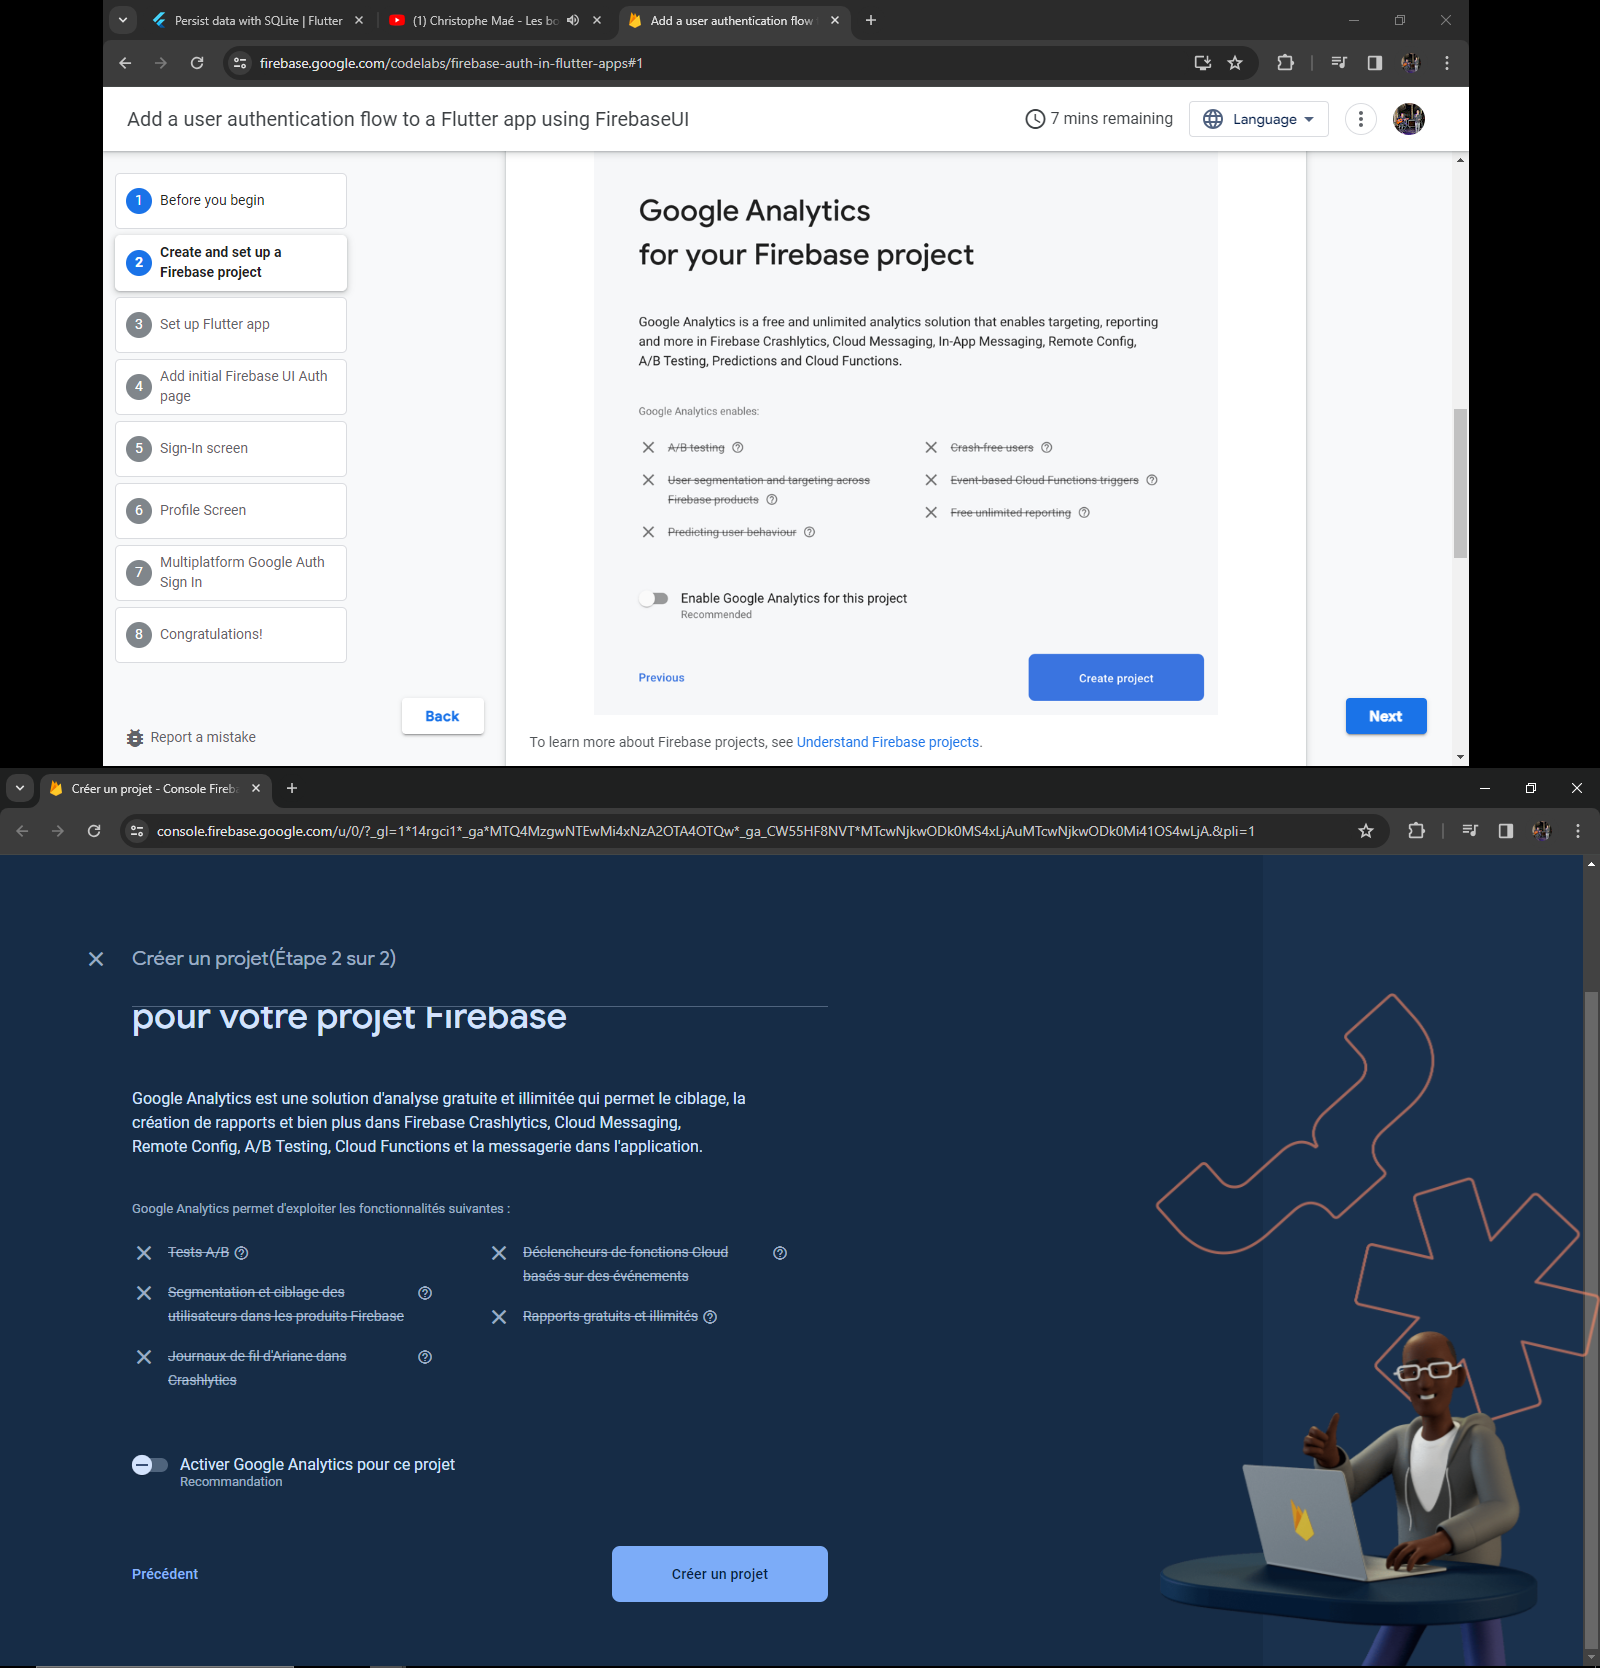 Persist data with SQLite | Flutter
(1) Christophe Maé - Les bo
Add a user authentication flow
firebase.google.com/codelabs/firebase-auth-in-flutter-apps#1
Add a user authentication flow to a Flutter app using FirebaseUI
7 mins remaining
Language
1 Before you begin
2 Create and set up a
Firebase project
3 Set up Flutter app
4 Add initial Firebase UI Auth
page
5 Sign-In screen
6 Profile Screen
7 Multiplatform Google Auth
Sign In
8 Congratulations!
Report a mistake
Back
Google Analytics
for your Firebase project
Google Analytics is a free and unlimited analytics solution that enables targeting, reporting
and more in Firebase Crashlytics, Cloud Messaging, In-App Messaging, Remote Config,
A/B Testing, Predictions and Cloud Functions.
Google Analytics enables:
A/B testing
User segmentation and targeting across
Firebase products
Predicting user behaviour
Crash-free users
Event-based Cloud Functions triggers
Free unlimited reporting
Enable Google Analytics for this project
Recommended
Previous
Create project
To learn more about Firebase projects, see Understand Firebase projects.
Next
Créer un projet - Console Fireba
console.firebase.google.com/u/0/?_gl=1*14rgci1*_ga*MTQ4MzgwNTEwMi4xNzA2OTA4OTQw*_ga_CW55HF8NVT*MTcwNjkwODk0MS4xLjAuMTcwNjkwODk0Mi41OS4wLjA.&pli=1
Créer un projet(Étape 2 sur 2)
pour votre projet Firebase
Google Analytics est une solution d'analyse gratuite et illimitée qui permet le ciblage, la
création de rapports et bien plus dans Firebase Crashlytics, Cloud Messaging,
Remote Config, A/B Testing, Cloud Functions et la messagerie dans l'application.
Google Analytics permet d'exploiter les fonctionnalités suivantes :
Tests A/B
Segmentation et ciblage des
utilisateurs dans les produits Firebase
Journaux de fil d'Ariane dans
Crashlytics
Déclencheurs de fonctions Cloud
basés sur des événements
Rapports gratuits et illimités
Activer Google Analytics pour ce projet
Recommandation
Précédent
Créer un projet